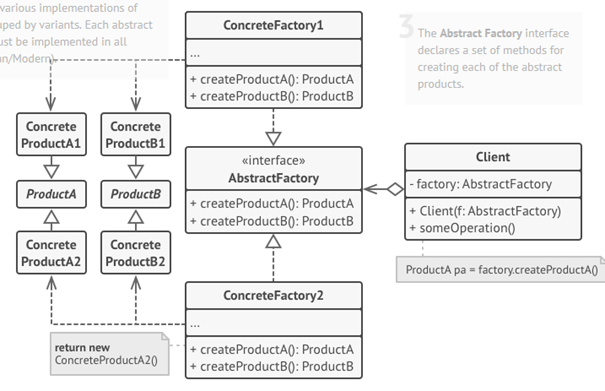 various implementations of
uped by variants. Each abstract
ust be implemented in all
n/Modern)
ConcreteFactory1
...
+ createProductA(): ProductA
+ createProductB(): ProductB
3
The Abstract Factory interface
declares a set of methods for
creating each of the abstract
products.
Concrete
ProductA1
Concrete
ProductB1
ProductA
ProductB
Concrete
ProductA2
Concrete
ProductB2
«interface»
AbstractFactory
+ createProductA(): ProductA
+ createProductB(): ProductB
Client
- factory: AbstractFactory
+ Client(f: AbstractFactory)
+ someOperation()
ProductA pa = factory.createProductA()
ConcreteFactory2
...
+ createProductA(): ProductA
+ createProductB(): ProductB
return new
ConcreteProductA2()